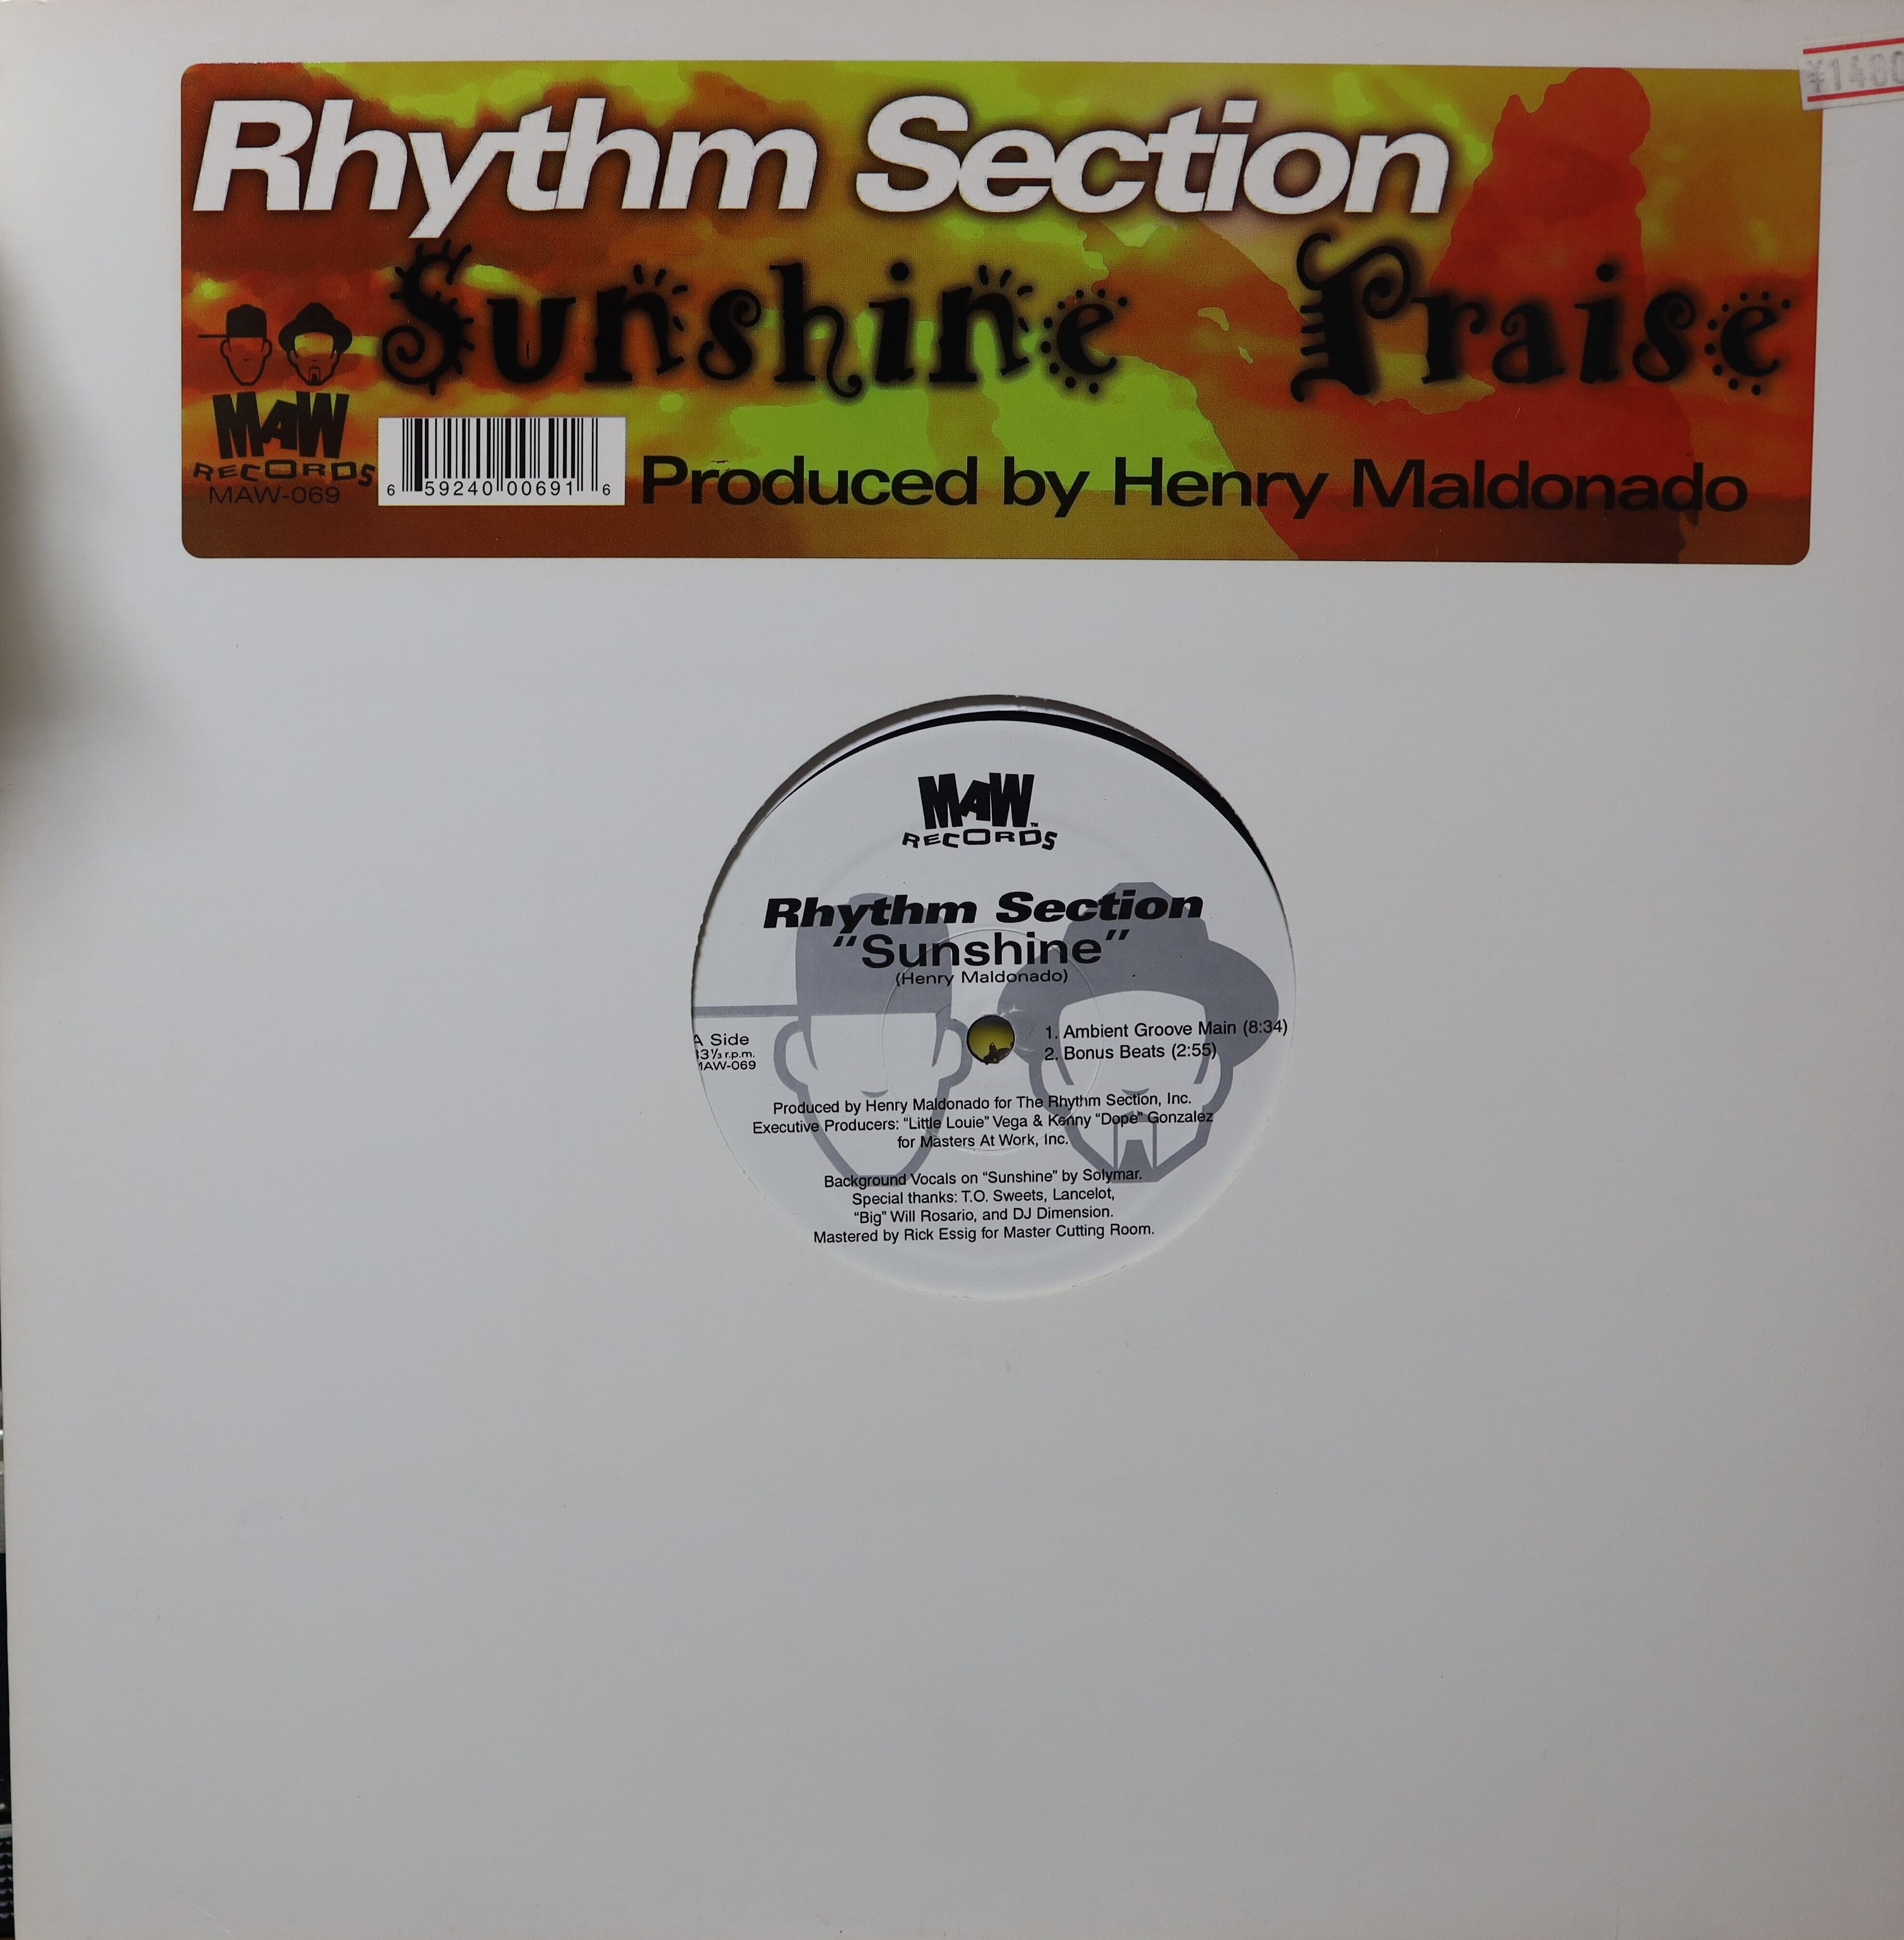 ¥1480
Rhythm Section
Sunshine Praise
MAW
RECORDS
MAW-069
6 59240 00691 6
Produced by Henry Maldonado
MAW™
RECORDS
Rhythm Section
"Sunshine"
(Henry Maldonado)
A Side
33⅓ r.p.m.
MAW-069
1. Ambient Groove Main (8:34)
2. Bonus Beats (2:55)
Produced by Henry Maldonado for The Rhythm Section, Inc.
Executive Producers: "Little Louie" Vega & Kenny "Dope" Gonzalez
for Masters At Work, Inc.
Background Vocals on "Sunshine" by Solymar.
Special thanks: T.O. Sweets, Lancelot,
"Big" Will Rosario, and DJ Dimension.
Mastered by Rick Essig for Master Cutting Room.